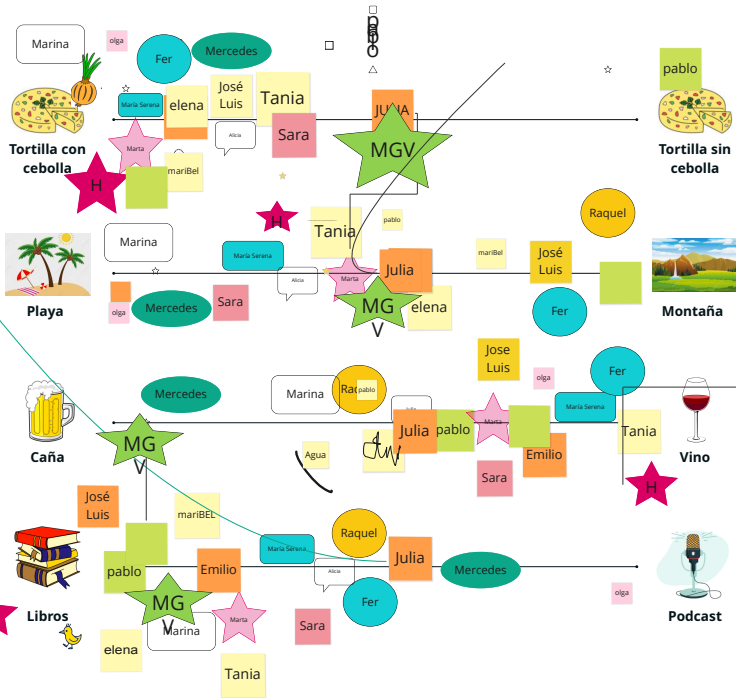 Marina
olga
Fer
Mercedes
pablo
María Serena
elena
José
Luis
Tania
JULIA
Alicia
Sara
MGV
Marta
Tortilla con
cebolla
Tortilla sin
cebolla
mariBel
H
H
Tania
pablo
Raquel
Marina
María Serena
mariBel
José
Luis
Alicia
Marta
Julia
Playa
olga
Mercedes
Sara
MG
V
elena
Fer
Montaña
Jose
Luis
olga
Fer
Mercedes
Marina
pablo
María Serena
Julia
pablo
Marta
Tania
MG
V
Caña
Agua
Emilio
Vino
Sara
H
José
Luis
mariBEL
Raquel
María Serena
Julia
pablo
Emilio
Alicia
Mercedes
MG
V
Fer
olga
Libros
Marina
Marta
Sara
Podcast
elena
Tania